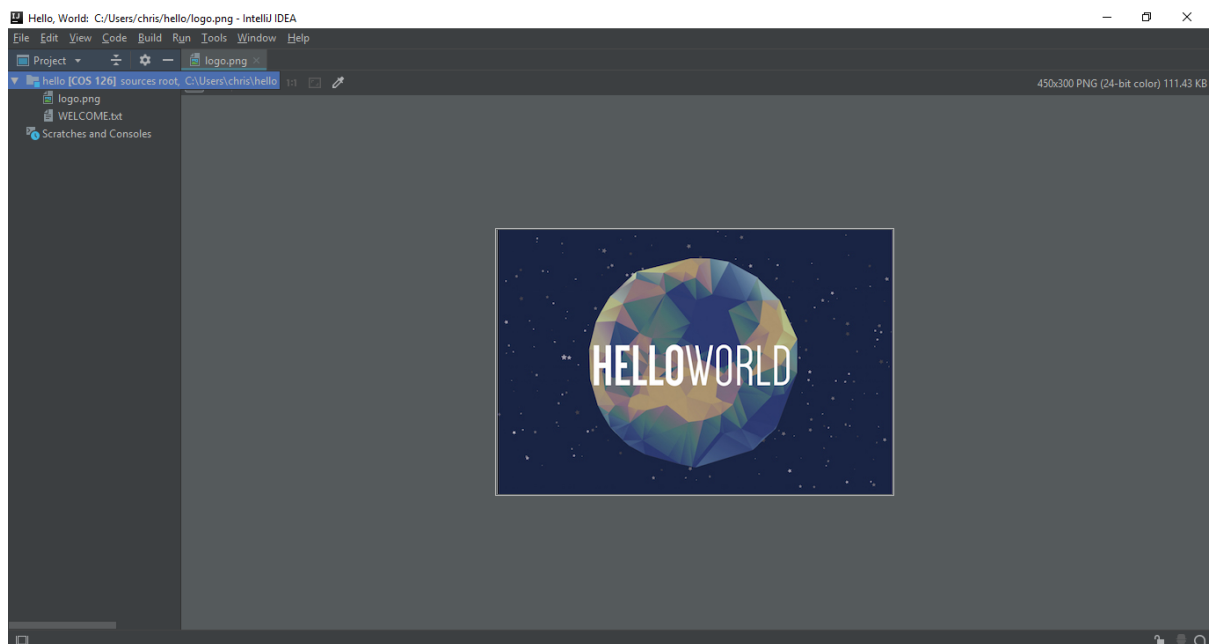 Hello, World: C:/Users/chris/hello/logo.png - IntelliJ IDEA
File Edit View Code Build Run Tools Window Help
Project logo.png
hello [COS 126] sources root, C:\Users\chris\hello 1:1 450x300 PNG (24-bit color) 111.43 KB
logo.png
WELCOME.txt
Scratches and Consoles
HELLOWORLD